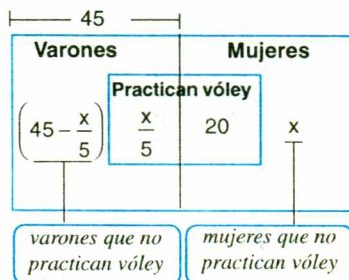 45
Varones Mujeres
Practican vóley
(45 - x/5) x/5 20 x
varones que no
practican vóley
mujeres que no
practican vóley